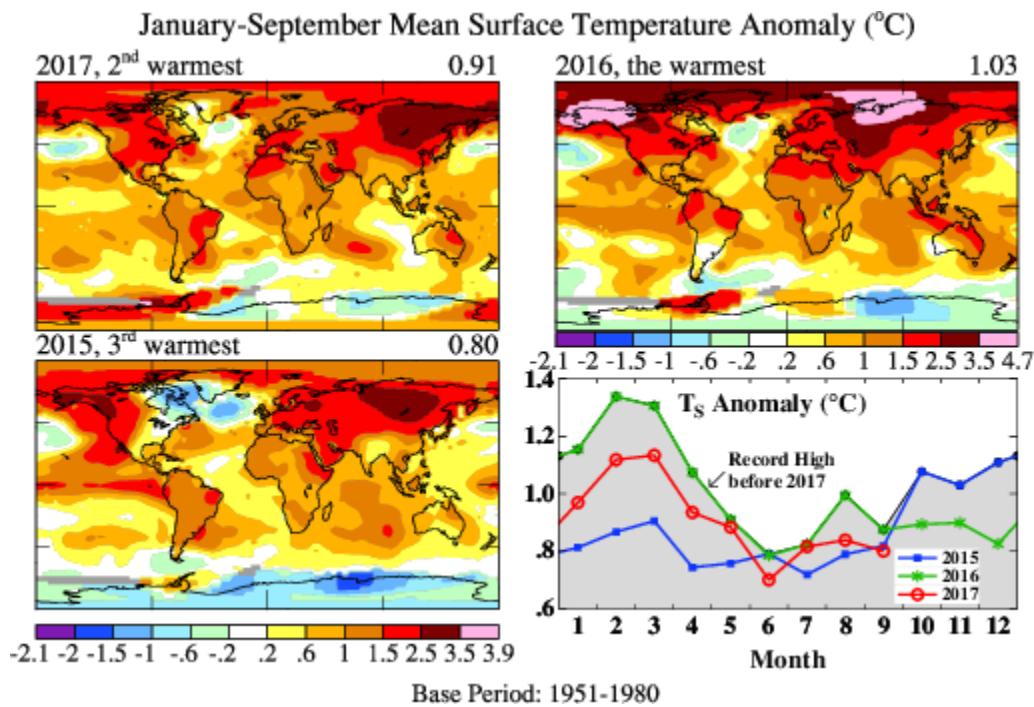 January-September Mean Surface Temperature Anomaly (°C)
2017, 2nd warmest 0.91
2016, the warmest 1.03
2015, 3rd warmest 0.80
-2.1 -2 -1.5 -1 -.6 -.2 .2 .6 1 1.5 2.5 3.5 4.7
TS Anomaly (°C)
1.4
1.2
1.0
.8
.6
Record High
before 2017
2015
2016
2017
1 2 3 4 5 6 7 8 9 10 11 12
Month
-2.1 -2 -1.5 -1 -.6 -.2 .2 .6 1 1.5 2.5 3.5 3.9
Base Period: 1951-1980